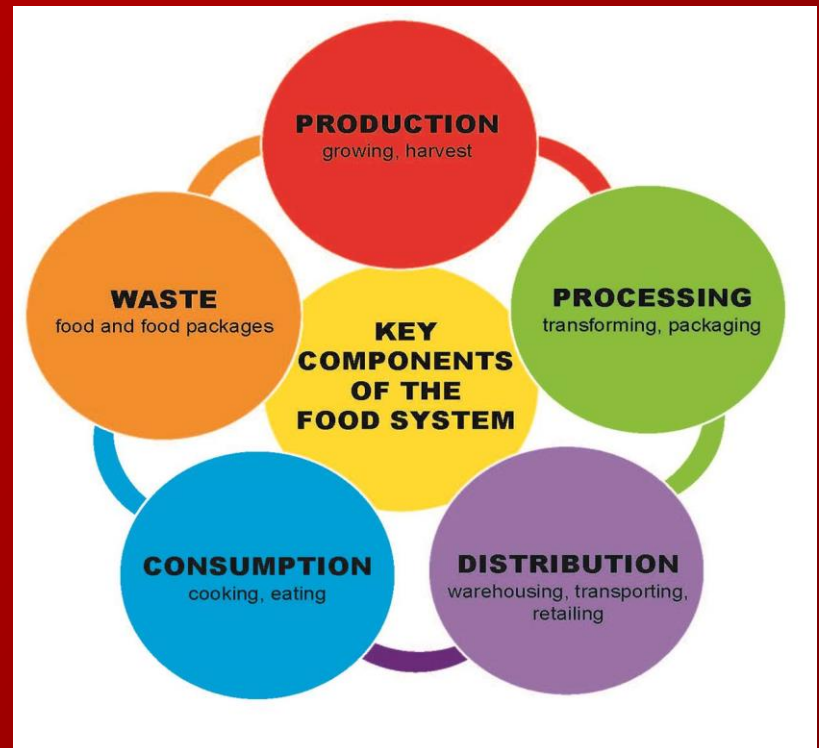 PRODUCTION
growing, harvest
PROCESSING
transforming, packaging
DISTRIBUTION
warehousing, transporting,
retailing
CONSUMPTION
cooking, eating
WASTE
food and food packages
KEY
COMPONENTS
OF THE
FOOD SYSTEM